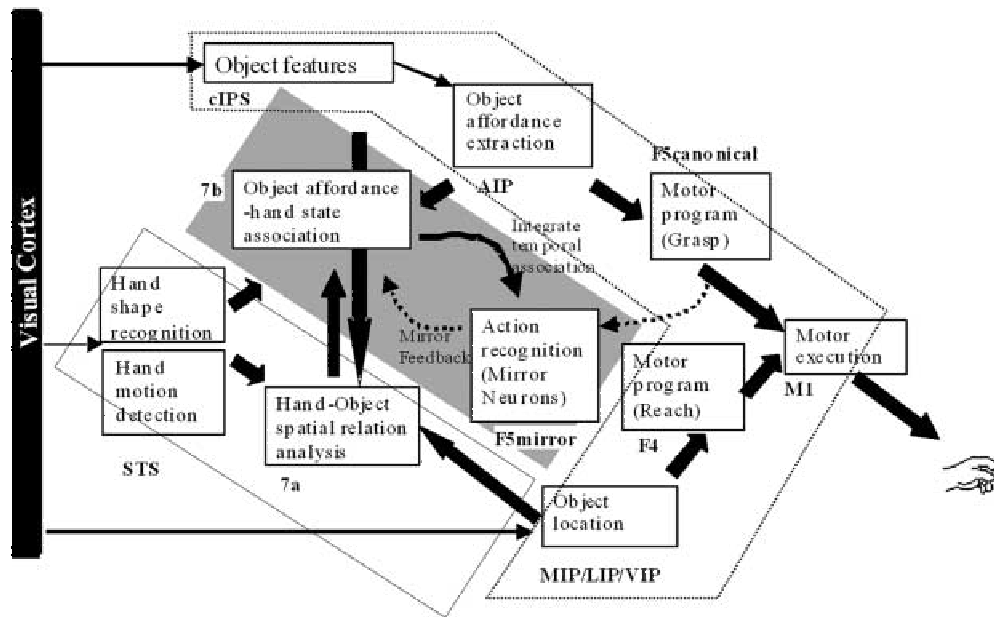 Visual Cortex
Object features
cIPS
Object
affordance
extraction
AIP
F5canonical
Motor
program
(Grasp)
7b
Object affordance
-hand state
association
Integrate
temporal
association
Hand
shape
recognition
Hand
motion
detection
STS
Mirror
Feedback
Action
recognition
(Mirror
Neurons)
F5mirror
Motor
program
(Reach)
F4
Motor
execution
M1
Hand-Object
spatial relation
analysis
7a
Object
location
MIP/LIP/VIP